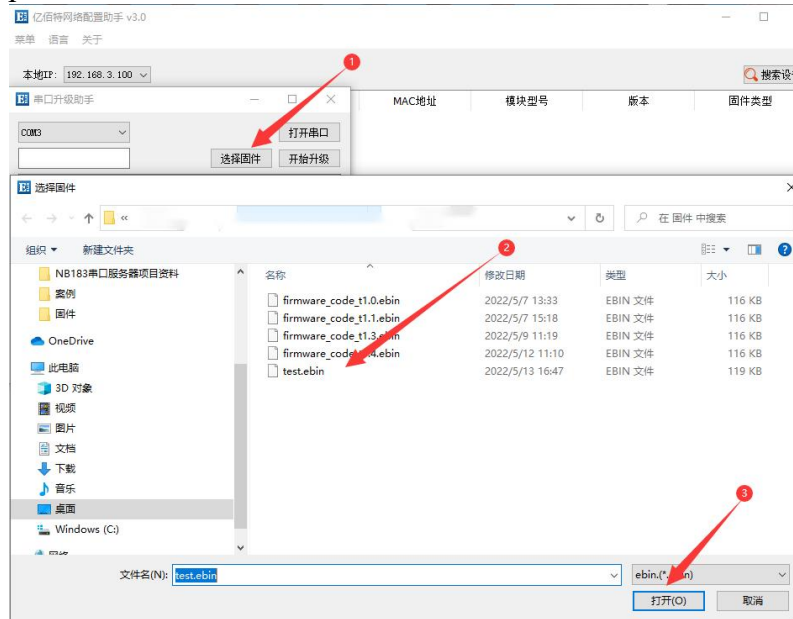 亿佰特网络配置助手 v3.0
菜单 语言 关于
本地IP: 192.168.3.100
搜索设
串口升级助手
MAC地址 模块型号 版本 固件类型
COM3 打开串口
选择固件 开始升级
1
选择固件
« 在 固件 中搜索
组织 新建文件夹
2
NB183串口服务器项目资料
案例
固件
OneDrive
此电脑
3D 对象
视频
图片
文档
下载
音乐
桌面
Windows (C:)
名称 修改日期 类型 大小
firmware_code_t1.0.ebin 2022/5/7 13:33 EBIN 文件 116 KB
firmware_code_t1.1.ebin 2022/5/7 15:18 EBIN 文件 116 KB
firmware_code_t1.3.ebin 2022/5/9 11:19 EBIN 文件 116 KB
firmware_code_t1.4.ebin 2022/5/12 11:10 EBIN 文件 116 KB
test.ebin 2022/5/13 16:47 EBIN 文件 119 KB
3
文件名(N): test.ebin
打开(O) 取消